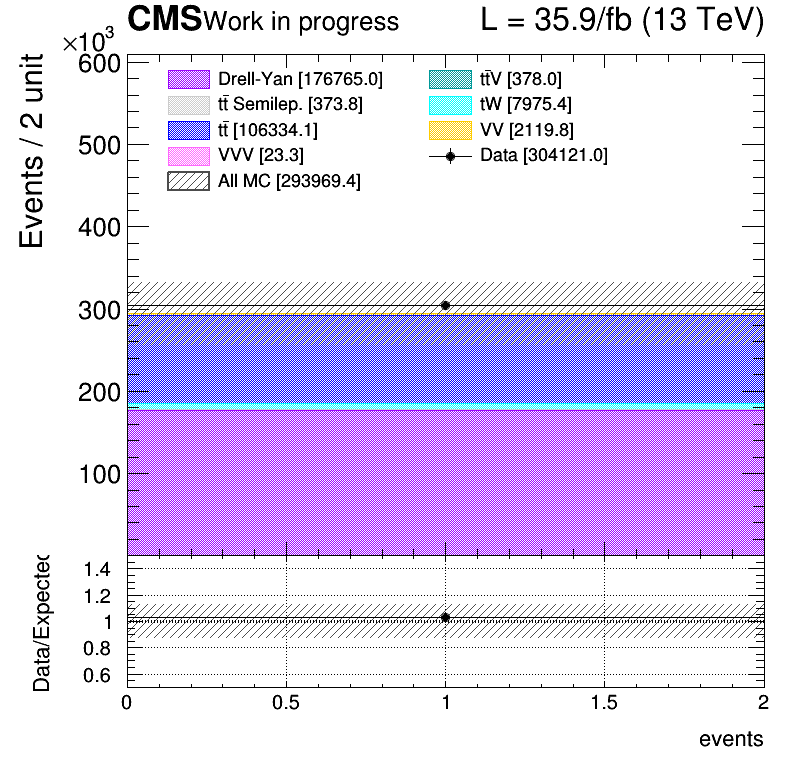 CMS Work in progress L = 35.9/fb (13 TeV)
×10³
Events / 2 unit
600
500
400
300
200
100
Drell-Yan [176765.0]
tt̄ Semilep. [373.8]
tt̄ [106334.1]
VVV [23.3]
All MC [293969.4]
tt̄V [378.0]
tW [7975.4]
VV [2119.8]
Data [304121.0]
Data/Expected
1.4
1.2
1
0.8
0.6
0 0.5 1 1.5 2
events